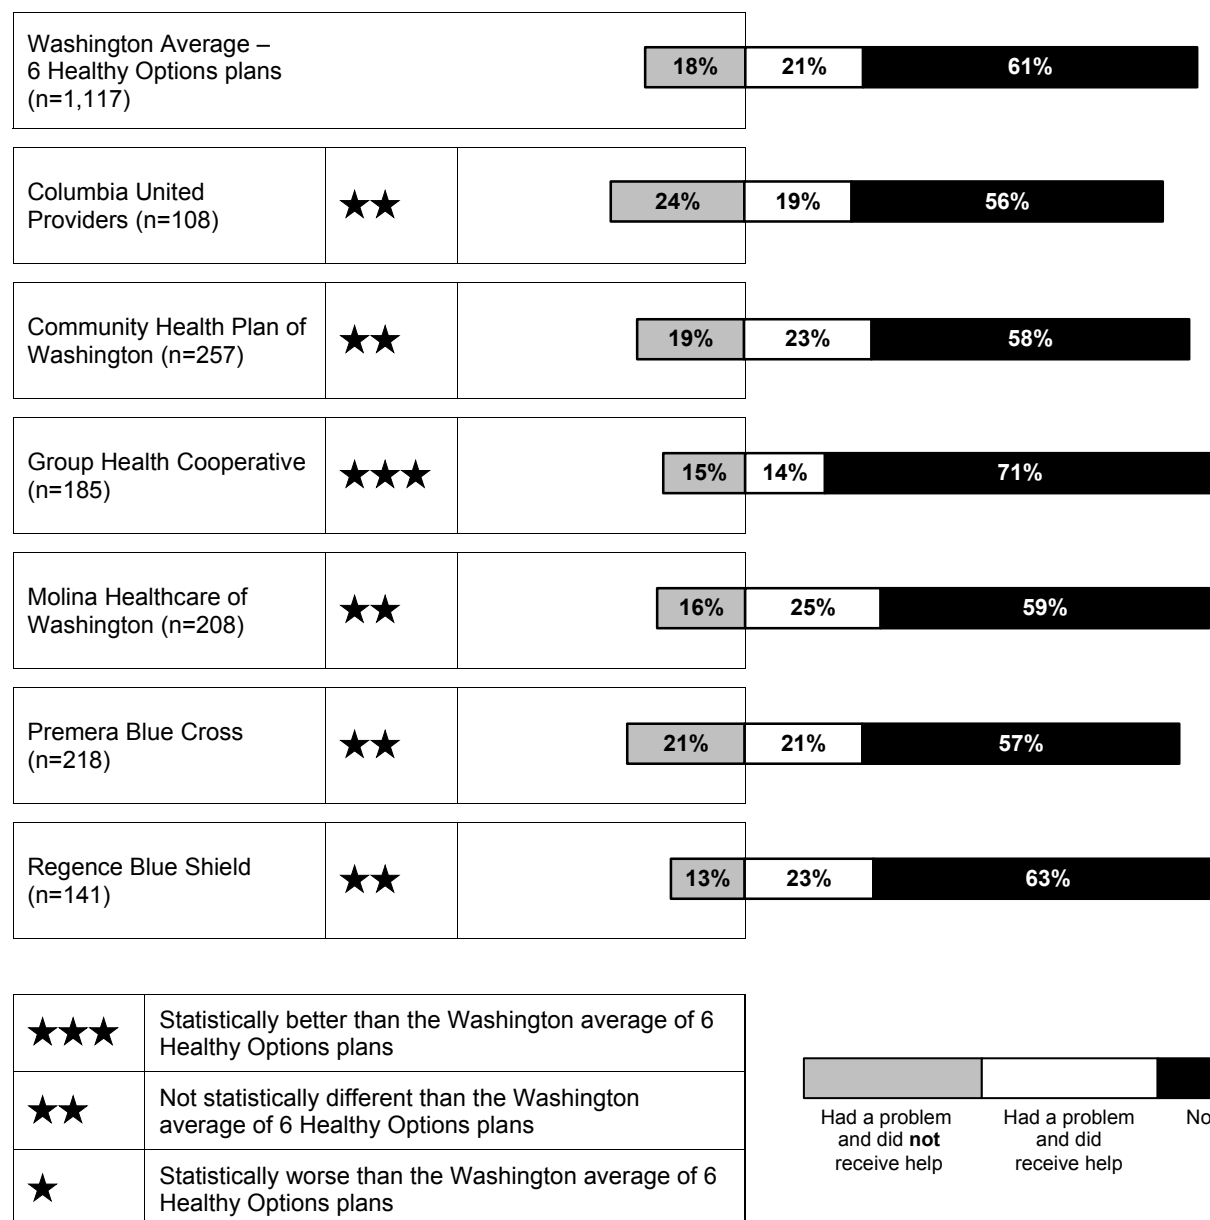 Washington Average –
6 Healthy Options plans
(n=1,117)
18% 21% 61%
Columbia United
Providers (n=108)
★★
24% 19% 56%
Community Health Plan of
Washington (n=257)
★★
19% 23% 58%
Group Health Cooperative
(n=185)
★★★
15% 14% 71%
Molina Healthcare of
Washington (n=208)
★★
16% 25% 59%
Premera Blue Cross
(n=218)
★★
21% 21% 57%
Regence Blue Shield
(n=141)
★★
13% 23% 63%
★★★ Statistically better than the Washington average of 6
Healthy Options plans
★★ Not statistically different than the Washington
average of 6 Healthy Options plans
★ Statistically worse than the Washington average of 6
Healthy Options plans
Had a problem
and did not
receive help
Had a problem
and did
receive help
No